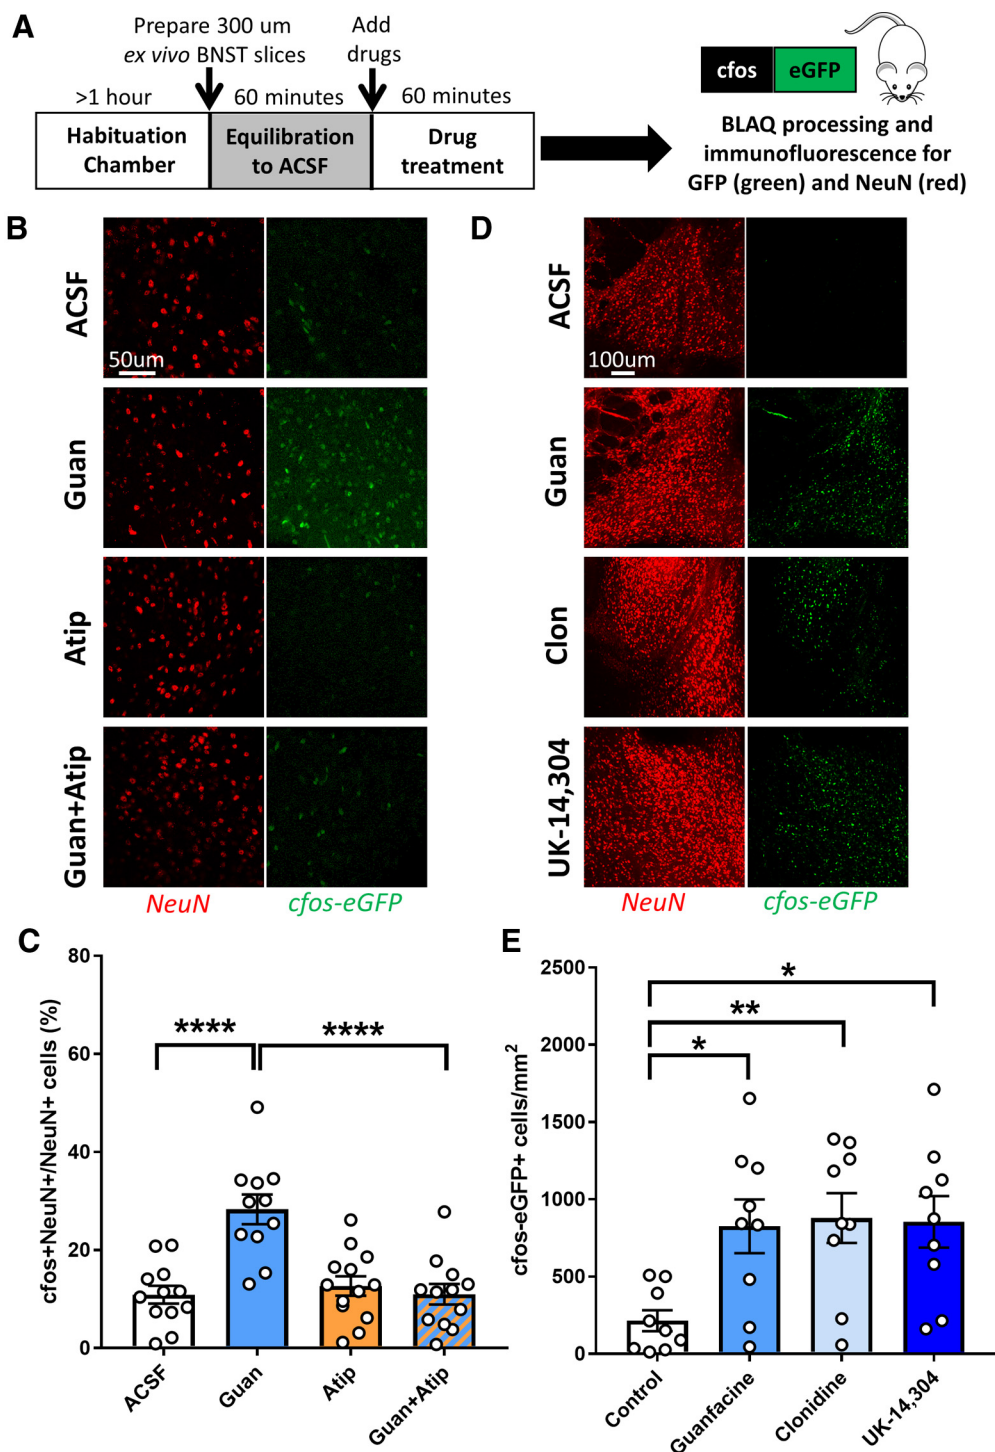 A
Prepare 300 um
ex vivo BNST slices
Add
drugs
>1 hour
60 minutes
60 minutes
Habituation
Chamber
Equilibration
to ACSF
Drug
treatment
cfos
eGFP
BLAQ processing and
immunofluorescence for
GFP (green) and NeuN (red)
B
ACSF
50um
Guan
Atip
Guan+Atip
NeuN
cfos-eGFP
D
ACSF
100um
Guan
Clon
UK-14,304
NeuN
cfos-eGFP
C
cfos+NeuN+/NeuN+ cells (%)
80
60
40
20
0
****
****
ACSF
Guan
Atip
Guan+Atip
E
cfos-eGFP+ cells/mm²
2500
2000
1500
1000
500
0
*
**
*
Control
Guanfacine
Clonidine
UK-14,304